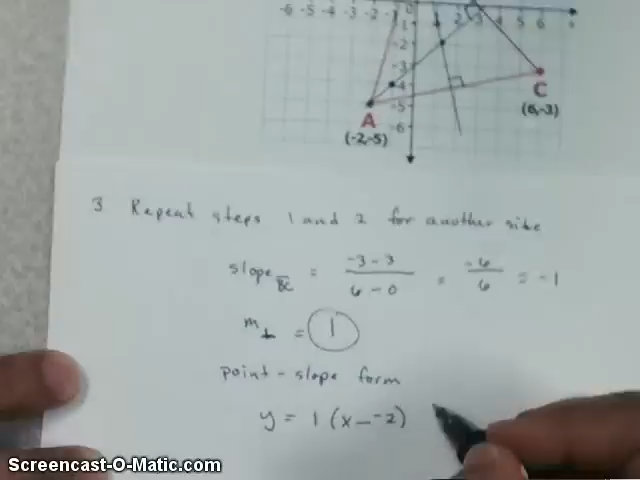 -6 -5 -4 -3 -2 0 2 3 4 5 6
-1
-2
-3
-4
-5
-6
A
(-2,-5)
C
(6,-3)
3 Repeat steps 1 and 2 for another side
slope BC = -3-3 / 6-0 = -6/6 = -1
m⊥ = 1
point-slope form
y = 1(x--2)
Screencast-O-Matic.com